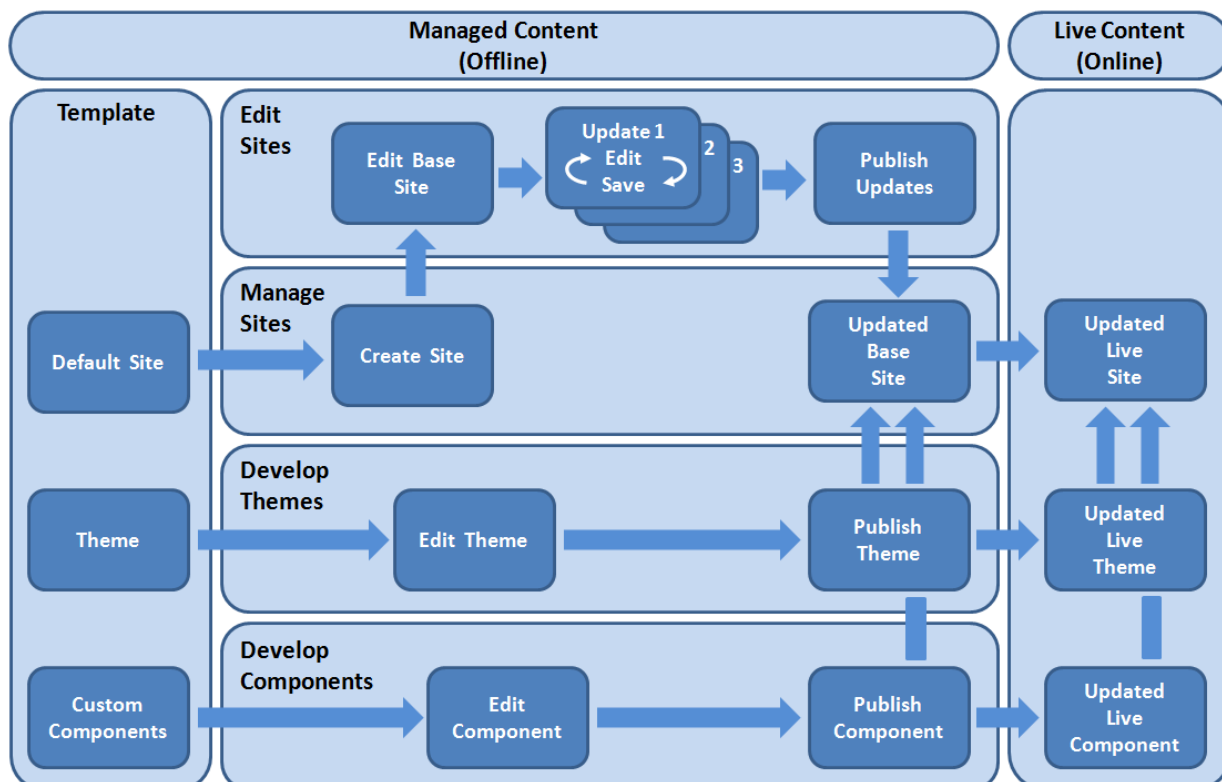 Managed Content
(Offline)
Live Content
(Online)
Template
Edit
Sites
Edit Base
Site
Update 1
Edit
Save
2
3
Publish
Updates
Manage
Sites
Default Site
Create Site
Updated
Base
Site
Updated
Live
Site
Develop
Themes
Theme
Edit Theme
Publish
Theme
Updated
Live
Theme
Develop
Components
Custom
Components
Edit
Component
Publish
Component
Updated
Live
Component